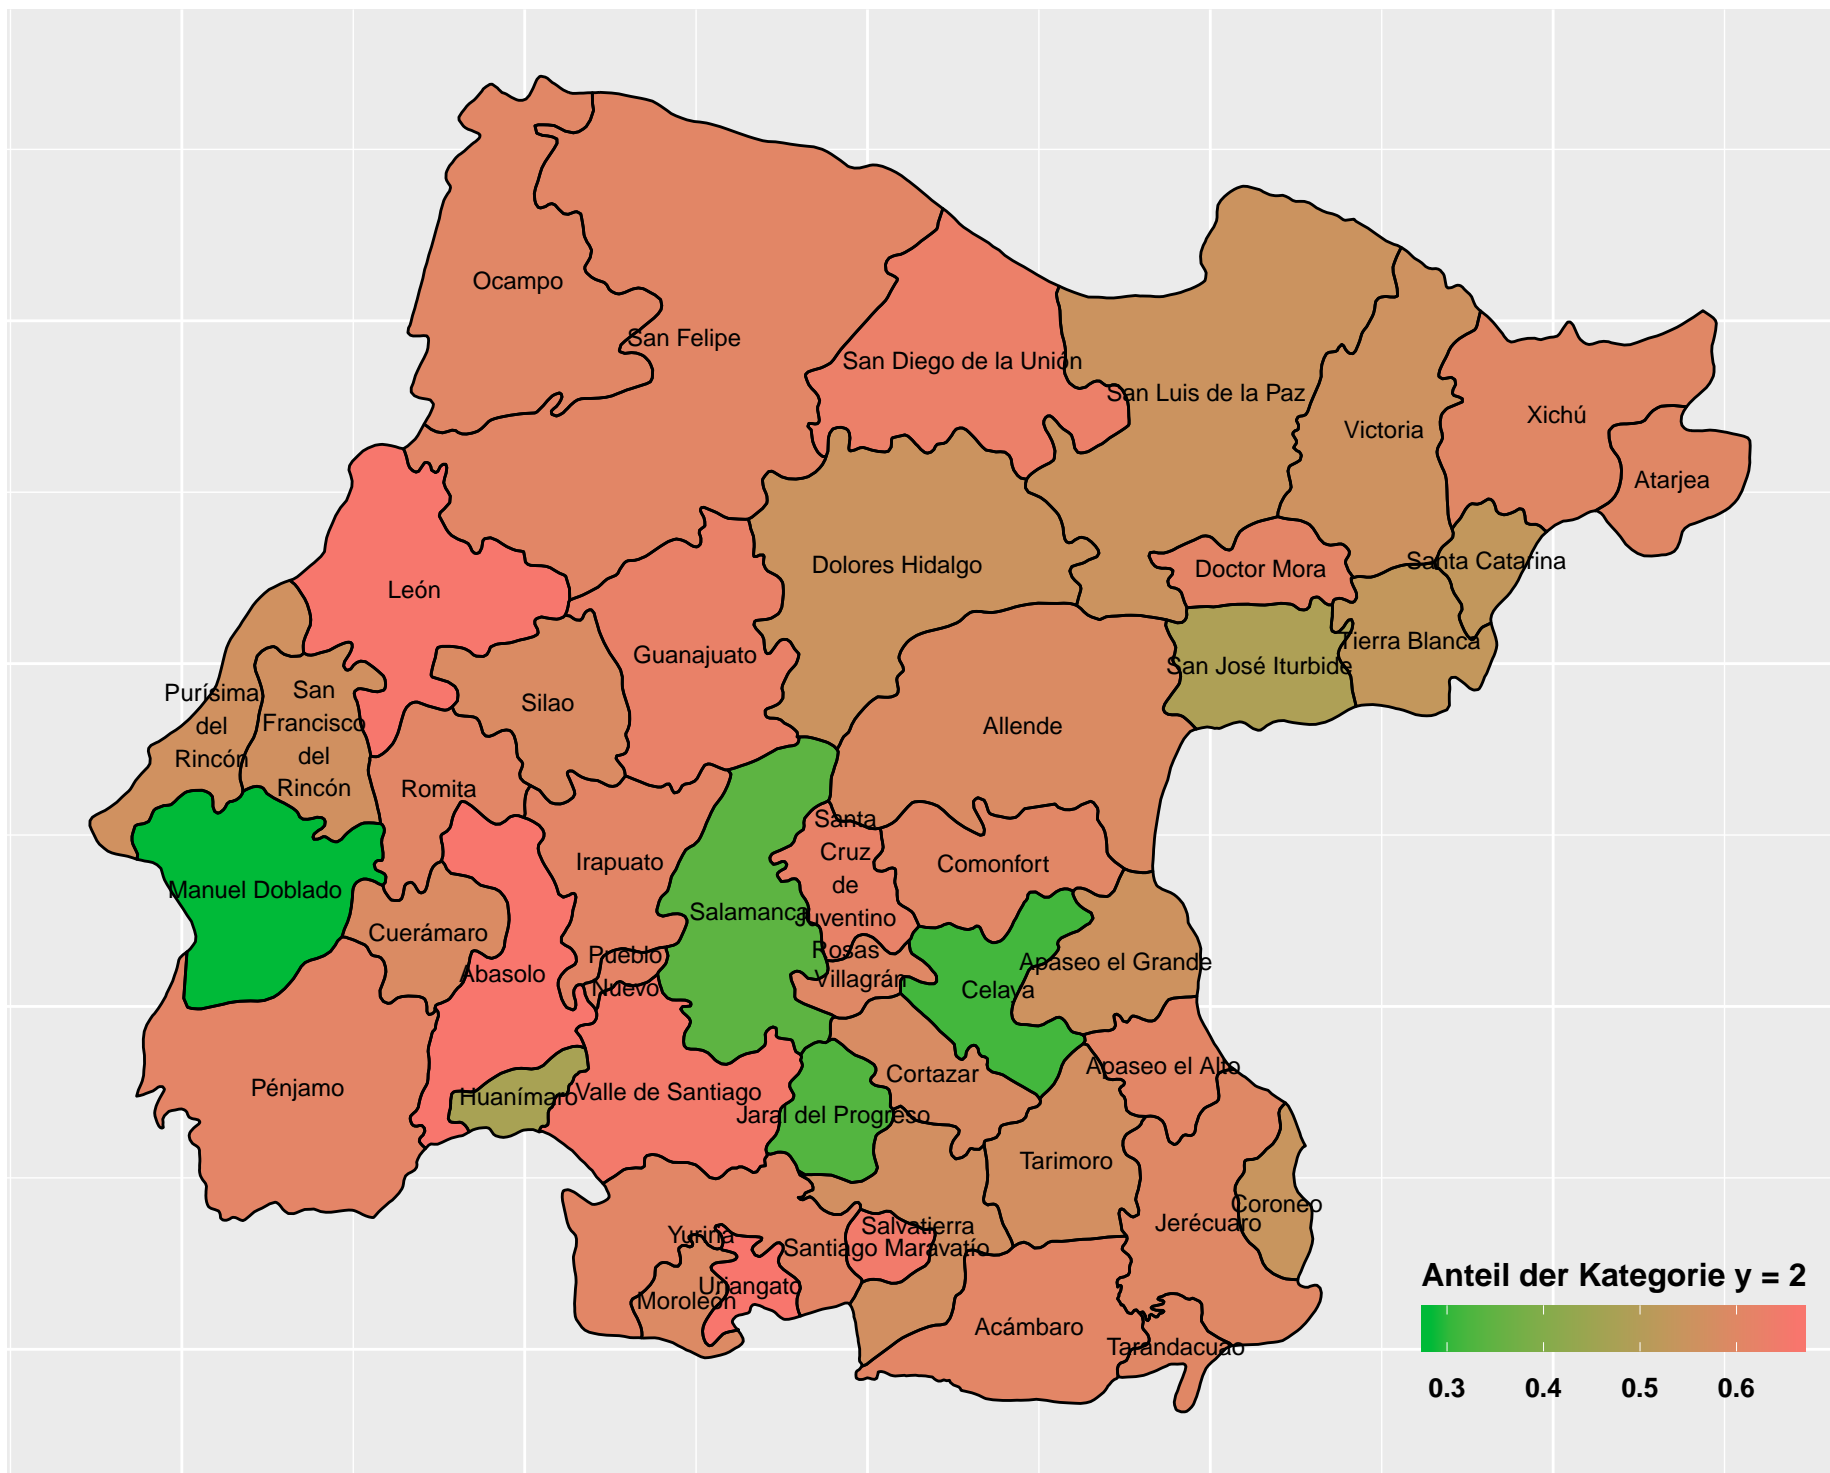 Ocampo
San Felipe
San Diego de la Unión
San Luis de la Paz
Victoria
Xichú
Atarjea
León
Dolores Hidalgo
Doctor Mora
Santa Catarina
Tierra Blanca
San José Iturbide
Guanajuato
Silao
Purísima
del
Rincón
San
Francisco
del
Rincón
Allende
Romita
Manuel Doblado
Irapuato
Salamanca
Santa
Cruz
de
Juventino
Rosas
Comonfort
Cuerámaro
Abasolo
Pueblo
Nuevo
Villagrán
Celaya
Apaseo el Grande
Pénjamo
Huanímaro
Valle de Santiago
Jaral del Progreso
Cortazar
Apaseo el Alto
Tarimoro
Coroneo
Jerécuaro
Yuriria
Salvatierra
Santiago Maravatío
Uriangato
Moroleón
Acámbaro
Tarandacuao
Anteil der Kategorie y = 2
0.3 0.4 0.5 0.6